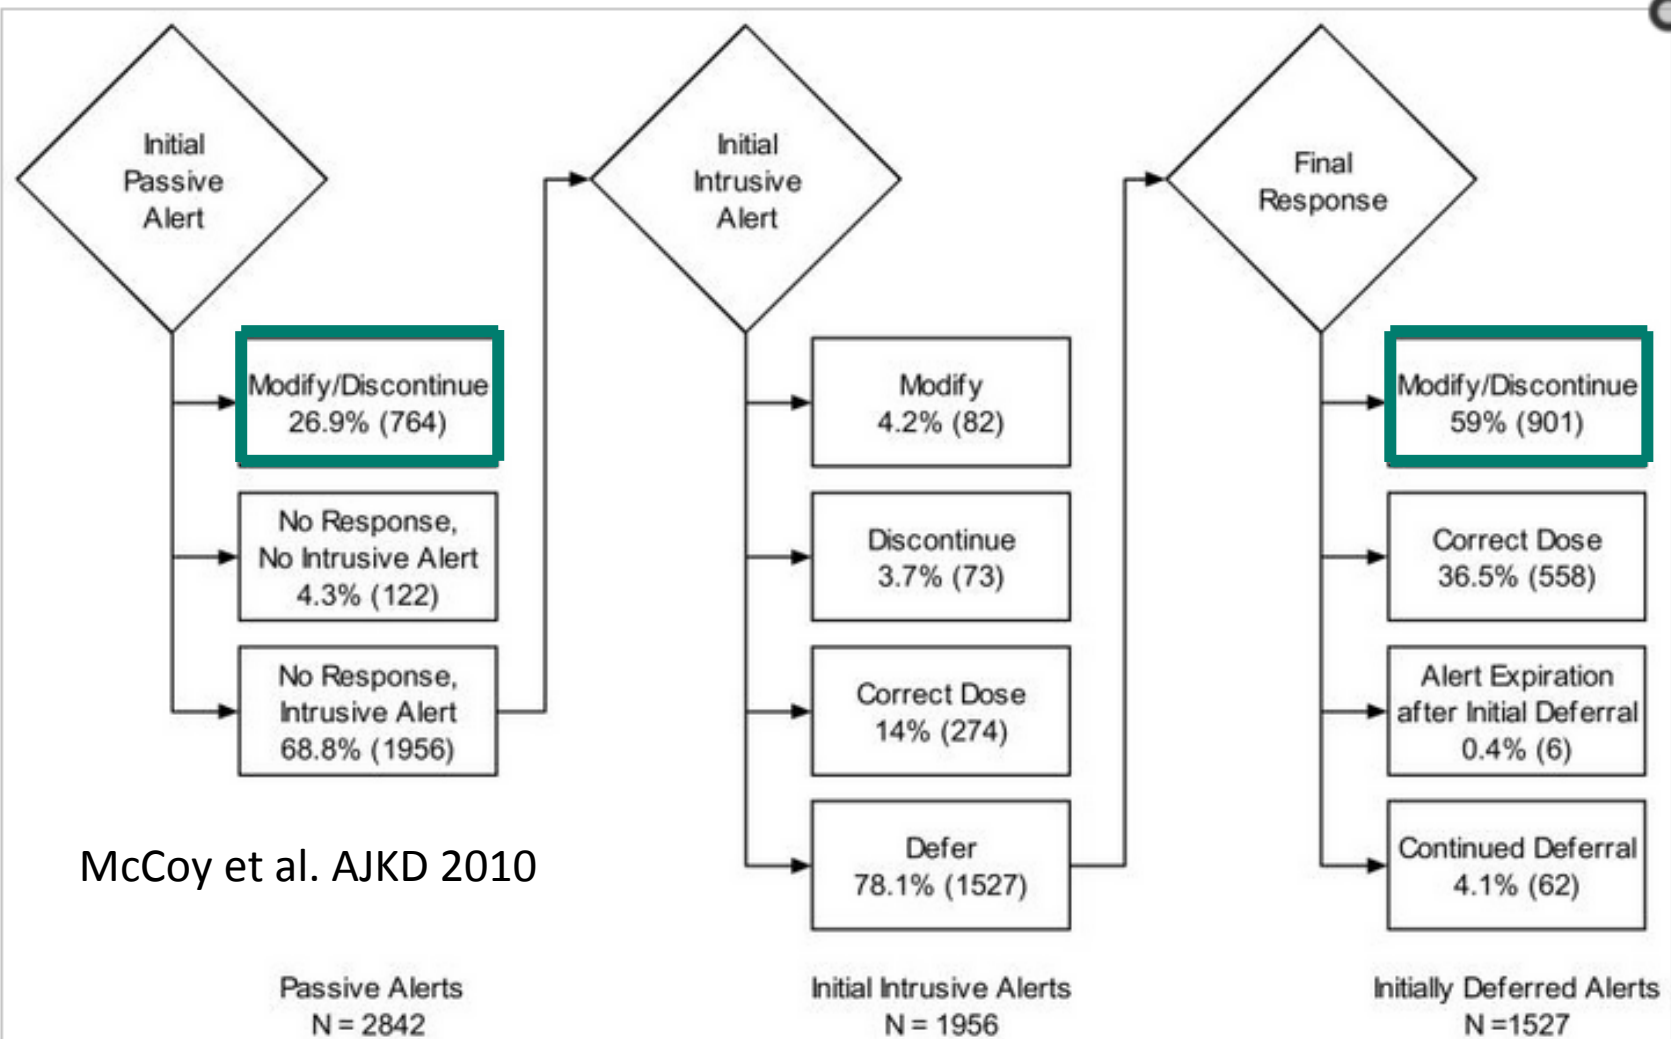 Initial
Passive
Alert
Modify/Discontinue
26.9% (764)
No Response,
No Intrusive Alert
4.3% (122)
No Response,
Intrusive Alert
68.8% (1956)
McCoy et al. AJKD 2010
Passive Alerts
N = 2842
Initial
Intrusive
Alert
Modify
4.2% (82)
Discontinue
3.7% (73)
Correct Dose
14% (274)
Defer
78.1% (1527)
Initial Intrusive Alerts
N = 1956
Final
Response
Modify/Discontinue
59% (901)
Correct Dose
36.5% (558)
Alert Expiration
after Initial Deferral
0.4% (6)
Continued Deferral
4.1% (62)
Initially Deferred Alerts
N =1527